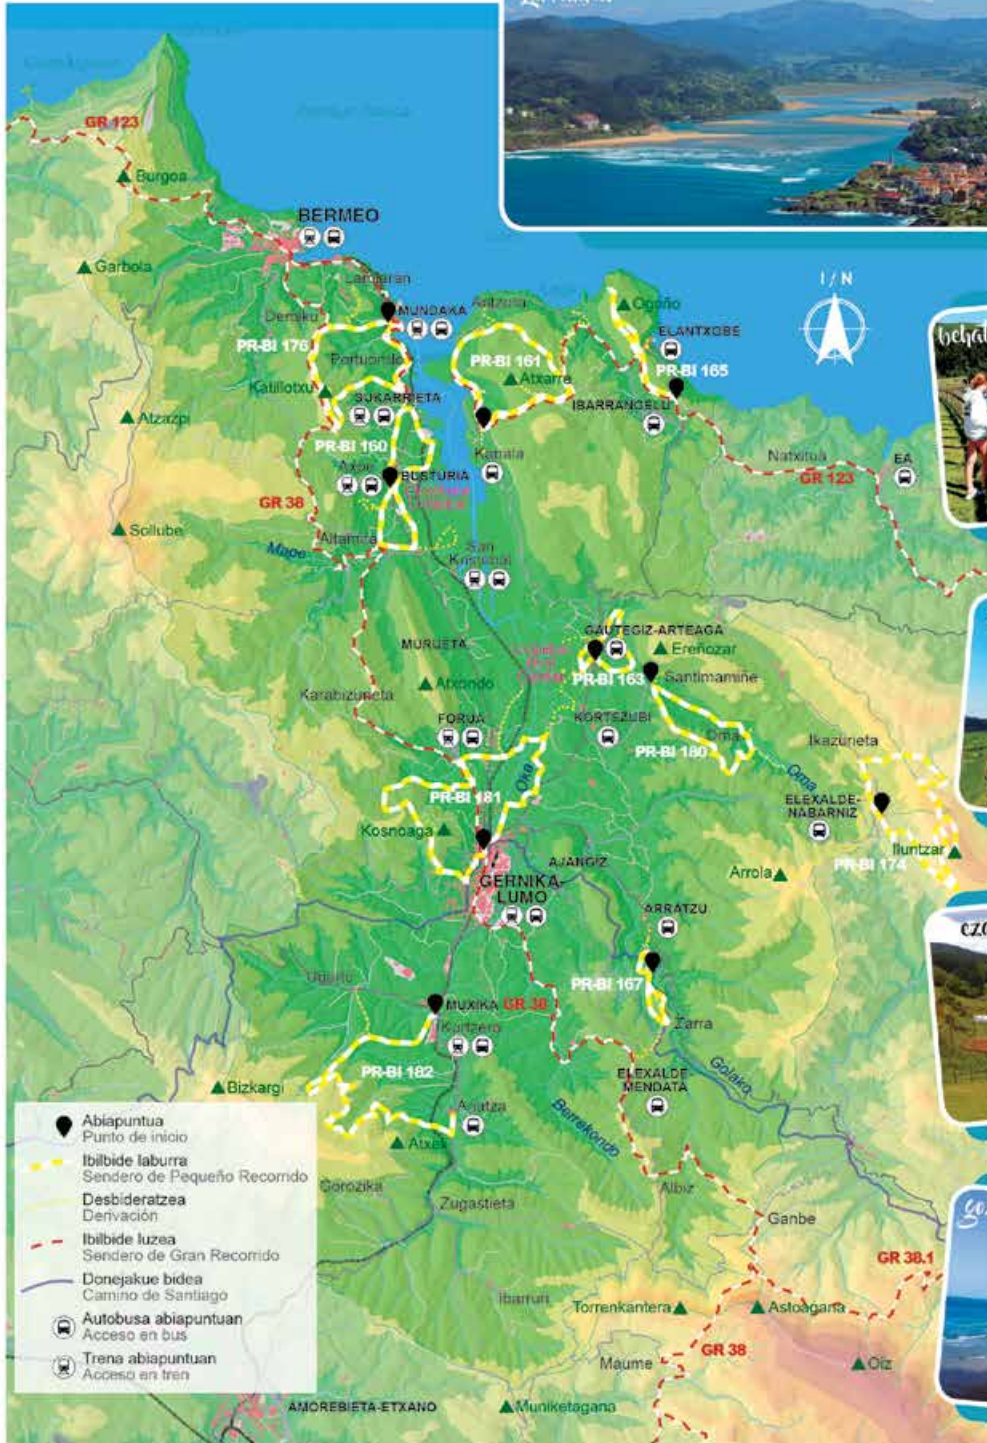 GR 123
Burgoa
BERMEO
Garbola
Lamiaran
Demiku
MUNDAKA
Antzora
Ogoño
I / N
ELANTXOBE
PR-BI 176
Portuondo
PR-BI 161
Atxarre
PR-BI 165
Katillotxu
SUKARRIETA
IBARRANGELU
Atzazpi
PR-BI 160
Axpe
BUSTURIA
Kanala
Natxitua
EA
GR 123
GR 38
Sollube
Mape
Altamira
San
Kristobal
GAUTEGIZ-ARTEAGA
MURUETA
Ereñozar
PR-BI 163
Santimamiñe
Atxondo
Karabizuneta
FORUA
KORTEZUBI
Oma
PR-BI 180
Ikazurieta
Oma
Oka
PR-BI 181
ELEXALDE-
NABARNIZ
Kosnoaga
Iluntzar
PR-BI 174
AJANGIZ
Arrola
GERNIKA-
LUMO
ARRATZU
Ugarte
PR-BI 167
MUXIKA
GR 38
Kurtzero
Zarra
PR-BI 182
Golako
ELEXALDE-
MENDATA
Bizkargi
Ariatza
Berrekondo
Atxeli
Gorozika
Zugastieta
Albiz
Ganbe
GR 38.1
Ibarruri
Torrenkantera
Astoagana
GR 38
Maume
Oiz
AMOREBIETA-ETXANO
Muniketagana
Abiapuntua
Punto de inicio
Ibilbide laburra
Sendero de Pequeño Recorrido
Desbideratzea
Derivación
Ibilbide luzea
Sendero de Gran Recorrido
Donejakue bidea
Camino de Santiago
Autobusa abiapuntuan
Acceso en bus
Trena abiapuntuan
Acceso en tren